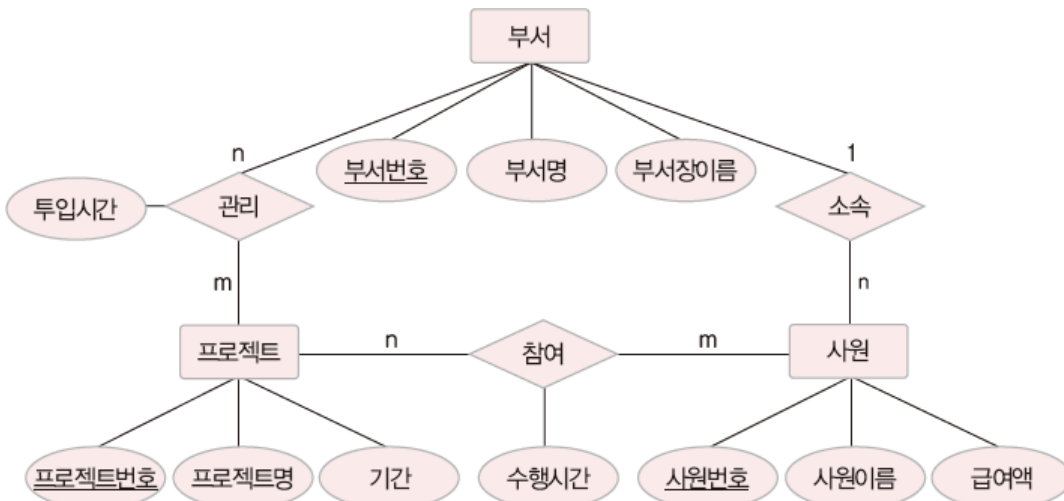 부서
n
부서번호
부서명
부서장이름
1
투입시간
관리
소속
m
n
프로젝트
n
참여
m
사원
프로젝트번호
프로젝트명
기간
수행시간
사원번호
사원이름
급여액